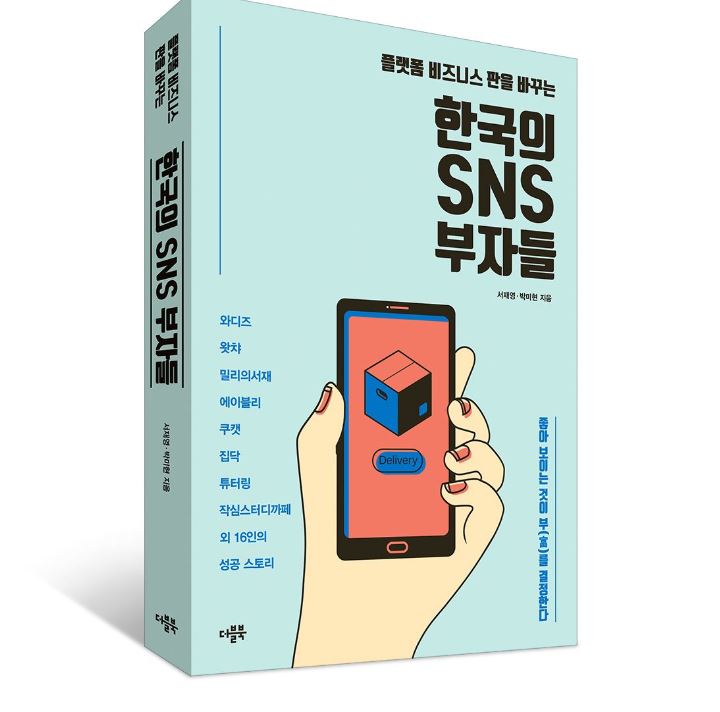 플랫폼 비즈니스
판을 바꾸는
한국의 SNS 부자들
서재영·박미현 지음
더블북
플랫폼 비즈니스 판을 바꾸는
한국의
SNS
부자들
서재영·박미현 지음
와디즈
왓챠
밀리의서재
에이블리
쿠캣
집닥
튜터링
작심스터디까페
외 16인의
성공 스토리
Delivery
좋아 보이는 것이 부(富)를 결정한다
더블북